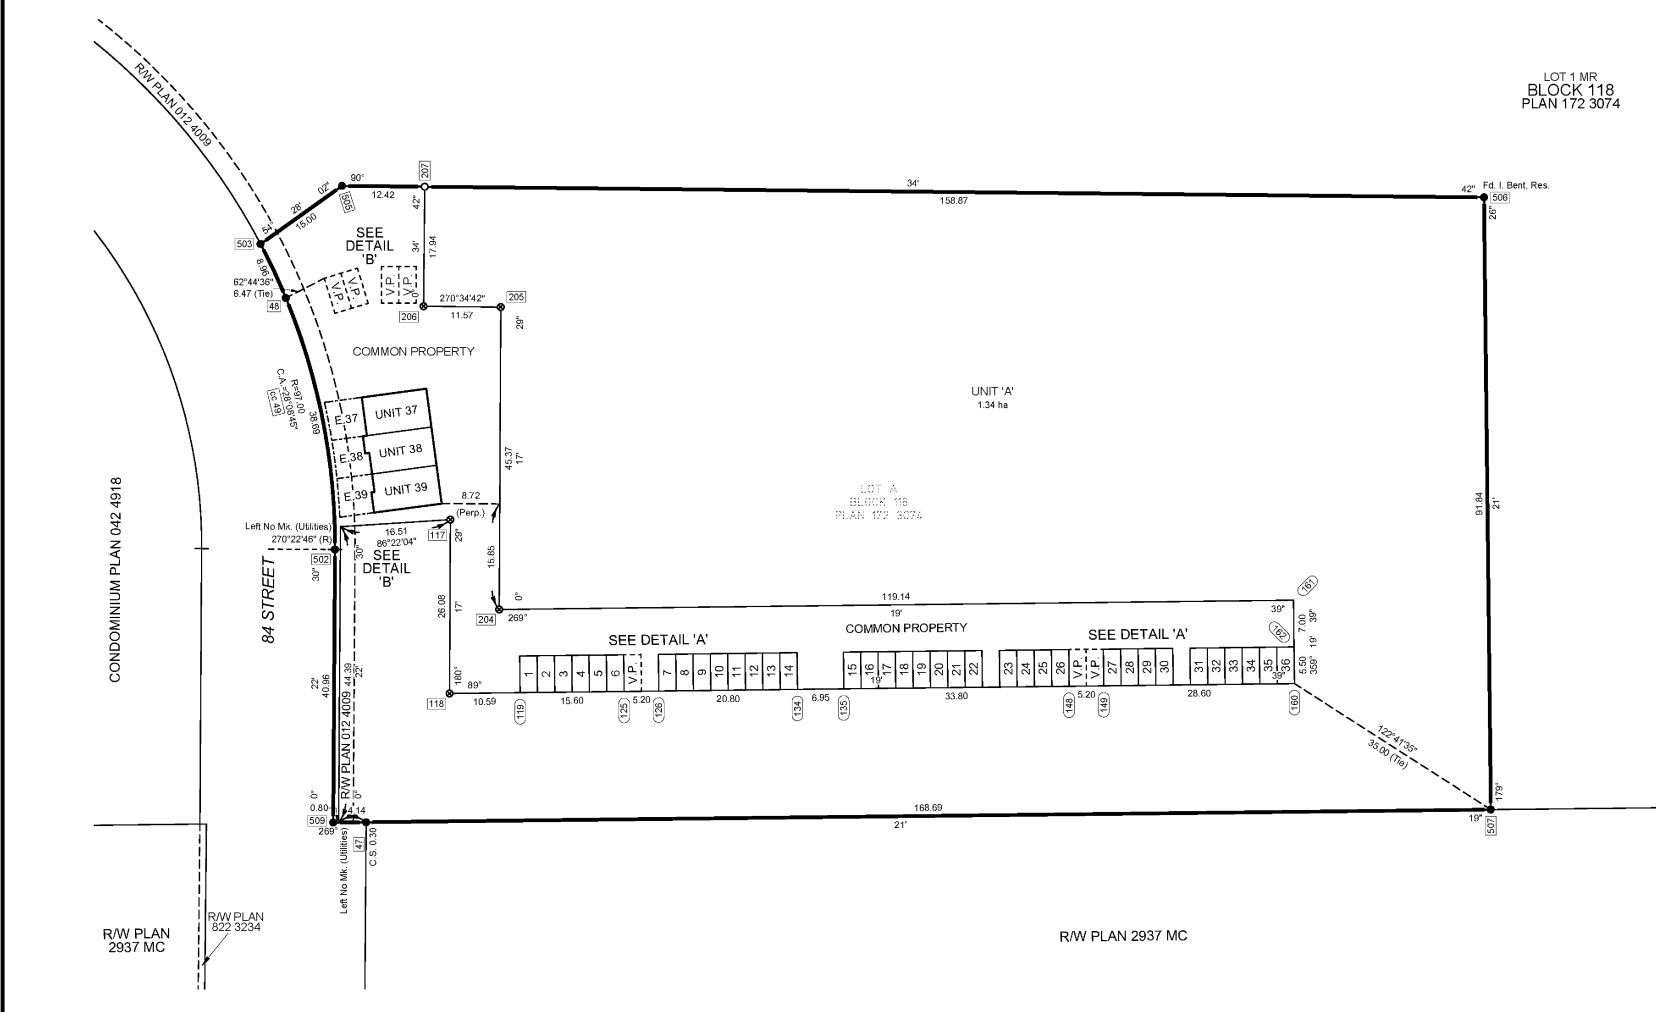 LOT 1 MR
BLOCK 118
PLAN 172 3074
R/W PLAN 012 4009
207
02"
90°
12.42
34'
158.87
42"
Fd. I. Bent, Res.
506
26"
505
28'
15.00
54"
503
42"
34'
17.94
0°
SEE
DETAIL
'B'
8.96
62°44'36"
6.47 (Tie)
48
V.P.
V.P.
V.P.
V.P.
270°34'42"
11.57
205
206
29"
COMMON PROPERTY
R=97.00
C.A.=26°08'45"
cc 49
38.69
UNIT 'A'
1.34 ha
E.37
UNIT 37
E.38
UNIT 38
E.39
UNIT 39
45.37
17'
8.72
(Perp.)
LOT A
BLOCK 118
PLAN 172 3074
91.84
21'
CONDOMINIUM PLAN 042 4918
84 STREET
Left No Mk. (Utilities)
270°22'46" (R)
502
30"
16.51
86°22'04"
117
29"
30"
SEE
DETAIL
'B'
15.85
204
0°
269°
119.14
19'
39"
161
COMMON PROPERTY
SEE DETAIL 'A'
SEE DETAIL 'A'
162
39"
7.00
19'
5.50
359°
26.08
17'
180°
118
89°
10.59
1
2
3
4
5
6
V.P.
7
8
9
10
11
12
13
14
15
16
17
18
19
20
21
22
23
24
25
26
V.P.
V.P.
27
28
29
30
31
32
33
34
35
36
19'
39"
119
15.60
125
5.20
126
20.80
134
6.95
135
33.80
148
5.20
149
28.60
160
122°41'35"
35.00 (Tie)
22'
40.96
44.39
22'
R/W PLAN 012 4009
0°
0°
0.80
4.14
509
269°
47
C.S. 0.30
Left No Mk. (Utilities)
168.69
21'
179°
19"
507
R/W PLAN
822 3234
R/W PLAN
2937 MC
R/W PLAN 2937 MC